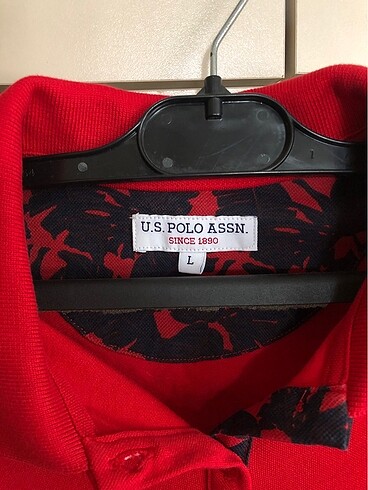 U.S. POLO ASSN.
SINCE 1890
L